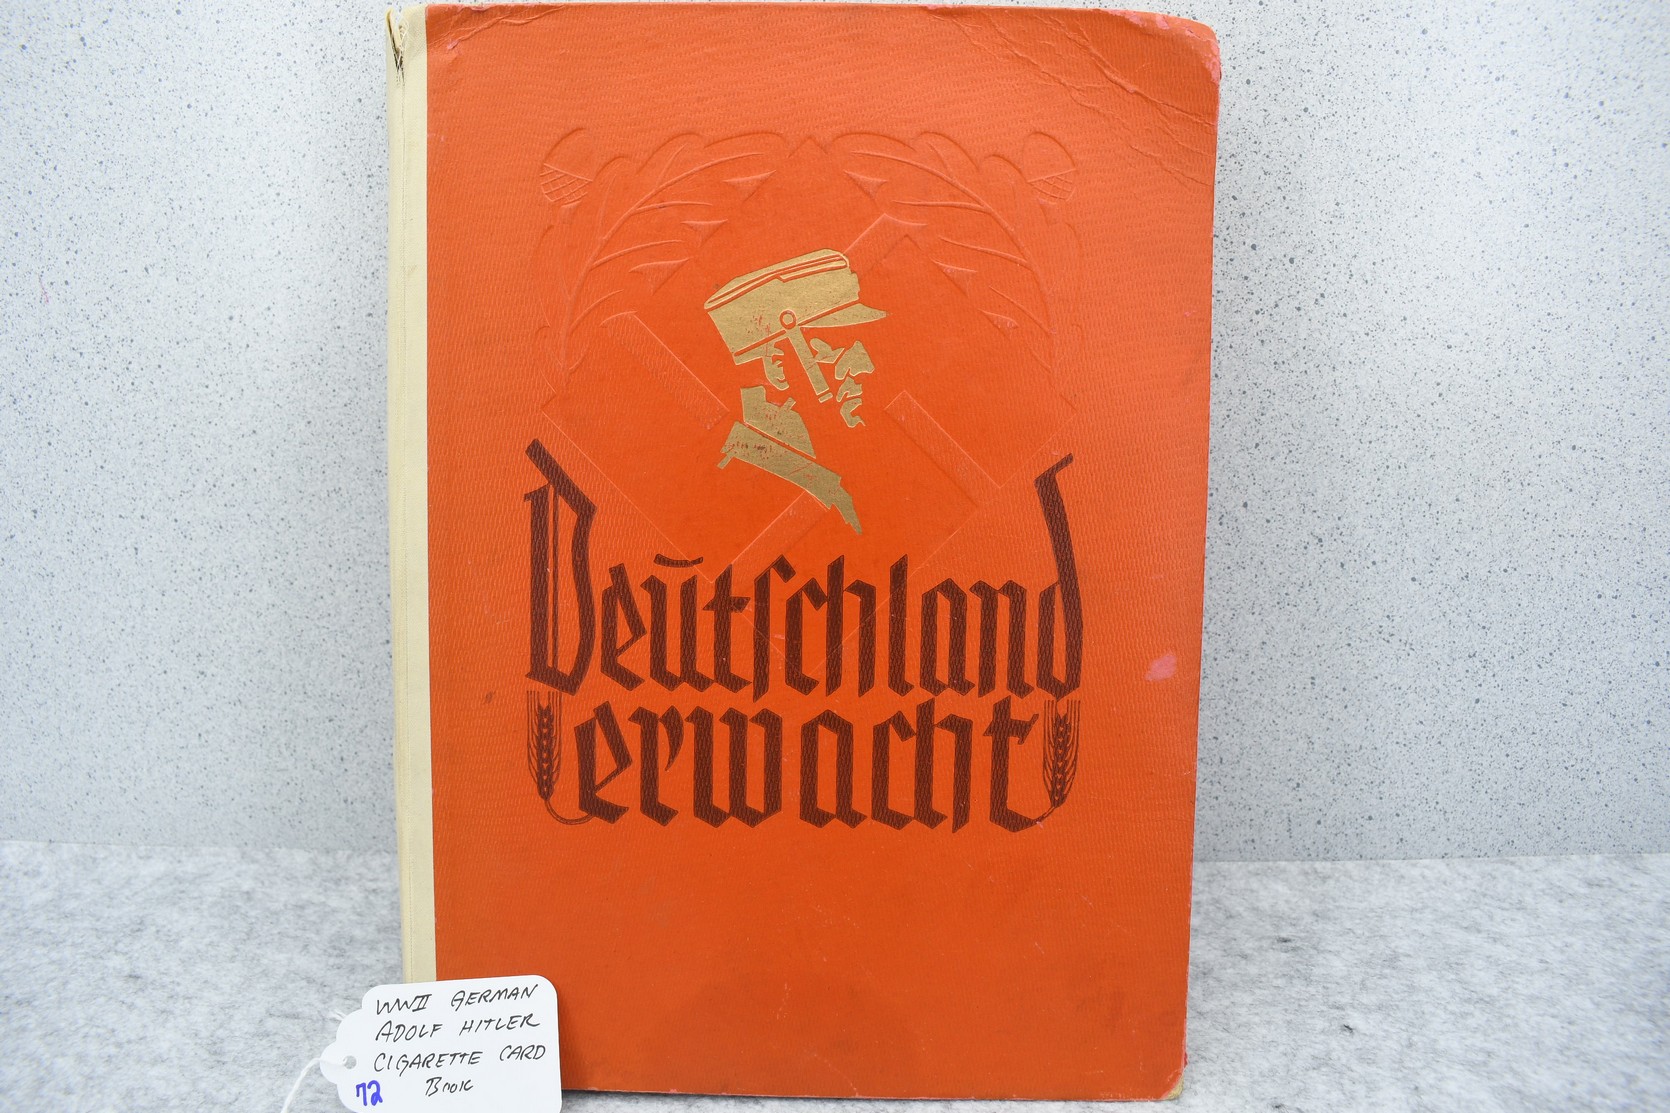 Deutschland
erwacht
WWII GERMAN
ADOLF HITLER
CIGARETTE CARD
BOOK
72